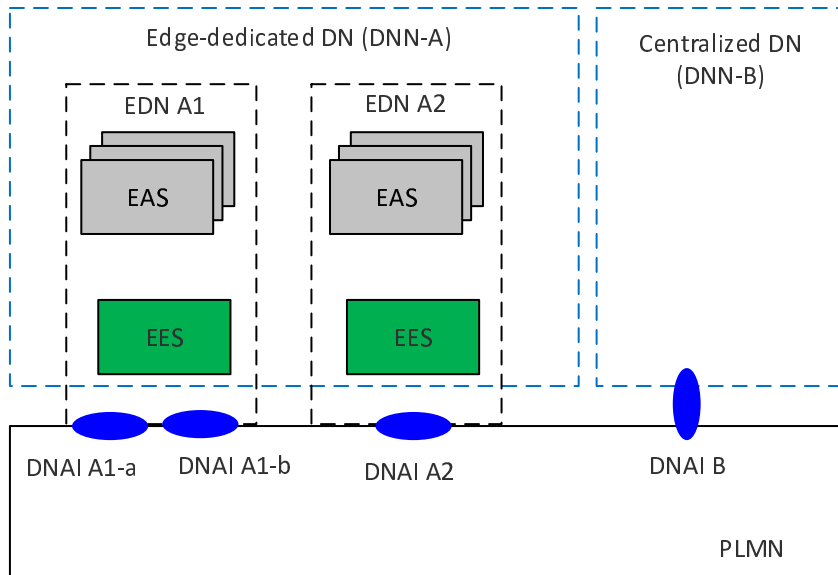 Edge-dedicated DN (DNN-A)
Centralized DN
(DNN-B)
EDN A1
EDN A2
EAS
EAS
EES
EES
DNAI A1-a
DNAI A1-b
DNAI A2
DNAI B
PLMN